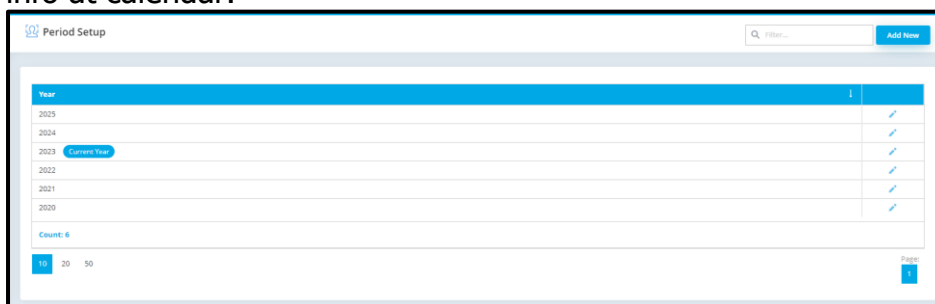 info at calendar.
Period Setup
Filter...
Add New
Year
2025
2024
2023 Current Year
2022
2021
2020
Count: 6
10 20 50
Page:
1